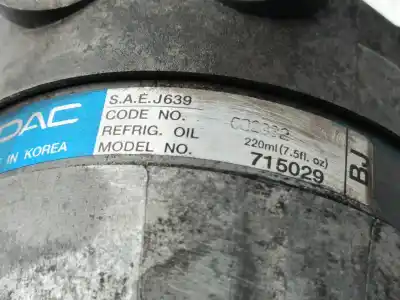 S.A.E.J639
DAC
CODE NO.
REFRIG. OIL 220ml(7.5fl. oz)
IN KOREA
MODEL NO. 715029
BJ